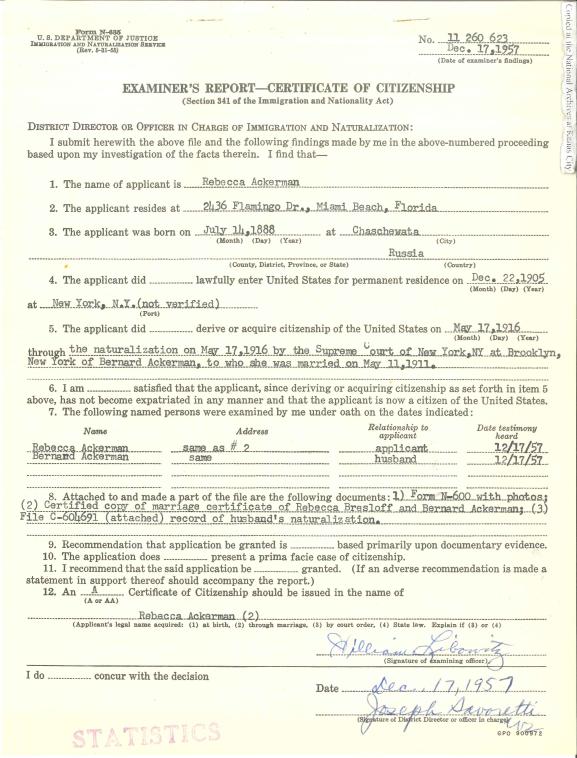 Form N-635
U. S. DEPARTMENT OF JUSTICE
IMMIGRATION AND NATURALIZATION SERVICE
(Rev. 5-31-55)
No. 11 260 623
Dec. 17,1957
(Date of examiner's findings)
Copied at the National Archives at Kansas City
EXAMINER'S REPORT—CERTIFICATE OF CITIZENSHIP
(Section 341 of the Immigration and Nationality Act)
DISTRICT DIRECTOR OR OFFICER IN CHARGE OF IMMIGRATION AND NATURALIZATION:
I submit herewith the above file and the following findings made by me in the above-numbered proceeding
based upon my investigation of the facts therein. I find that—
1. The name of applicant is Rebecca Ackerman
2. The applicant resides at 2436 Flamingo Dr., Miami Beach, Florida
3. The applicant was born on July 14,1888 at Chaschewata
(Month) (Day) (Year) (City)
Russia
(County, District, Province, or State) (Country)
4. The applicant did lawfully enter United States for permanent residence on Dec. 22,1905
(Month) (Day) (Year)
at New York, N.Y.(not verified)
(Port)
5. The applicant did derive or acquire citizenship of the United States on May 17,1916
(Month) (Day) (Year)
through the naturalization on May 17,1916 by the Supreme Court of New York,NY at Brooklyn,
New York of Bernard Ackerman, to who she was married on May 11,1911.
6. I am satisfied that the applicant, since deriving or acquiring citizenship as set forth in item 5
above, has not become expatriated in any manner and that the applicant is now a citizen of the United States.
7. The following named persons were examined by me under oath on the dates indicated:
Name Address Relationship to applicant Date testimony heard
Rebecca Ackerman same as # 2 applicant 12/17/57
Bernard Ackerman same husband 12/17/57
8. Attached to and made a part of the file are the following documents: 1) Form N-600 with photos;
(2) Certified copy of marriage certificate of Rebecca Bresloff and Bernard Ackerman; (3)
File C-604691 (attached) record of husband's naturalization.
9. Recommendation that application be granted is based primarily upon documentary evidence.
10. The application does present a prima facie case of citizenship.
11. I recommend that the said application be granted. (If an adverse recommendation is made a
statement in support thereof should accompany the report.)
12. An A Certificate of Citizenship should be issued in the name of
(A or AA)
Rebecca Ackerman (2)
(Applicant's legal name acquired: (1) at birth, (2) through marriage, (3) by court order, (4) State law. Explain if (3) or (4)
William Libowitz
(Signature of examining officer)
I do concur with the decision
Date Dec. 17, 1957
Joseph Savoretti
(Signature of District Director or officer in charge)
GPO 900972
STATISTICS